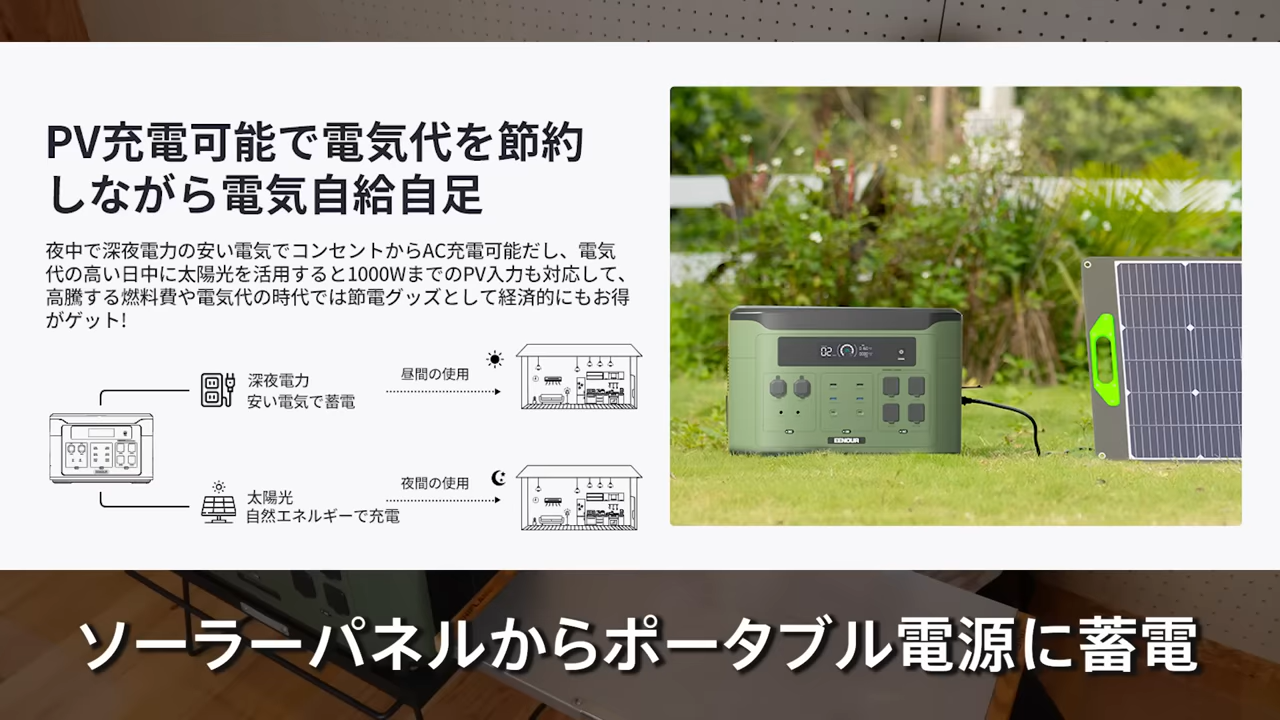 PV充電可能で電気代を節約
しながら電気自給自足
夜中で深夜電力の安い電気でコンセントからAC充電可能だし、電気
代の高い日中に太陽光を活用すると1000WまでのPV入力も対応して、
高騰する燃料費や電気代の時代では節電グッズとして経済的にもお得
がゲット!
深夜電力
安い電気で蓄電
昼間の使用
太陽光
自然エネルギーで充電
夜間の使用
EENOUR
ソーラーパネルからポータブル電源に蓄電